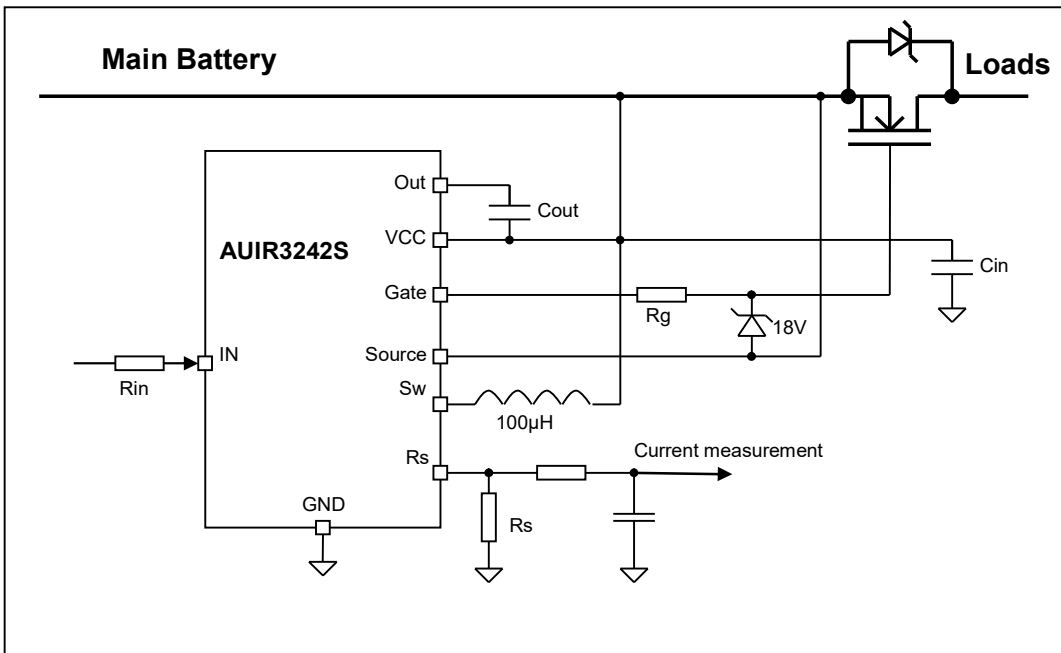 Main Battery
Loads
Out
Cout
VCC
AUIR3242S
Cin
Gate
Rg
18V
Source
IN
Rin
Sw
100µH
Rs
Current measurement
GND
Rs